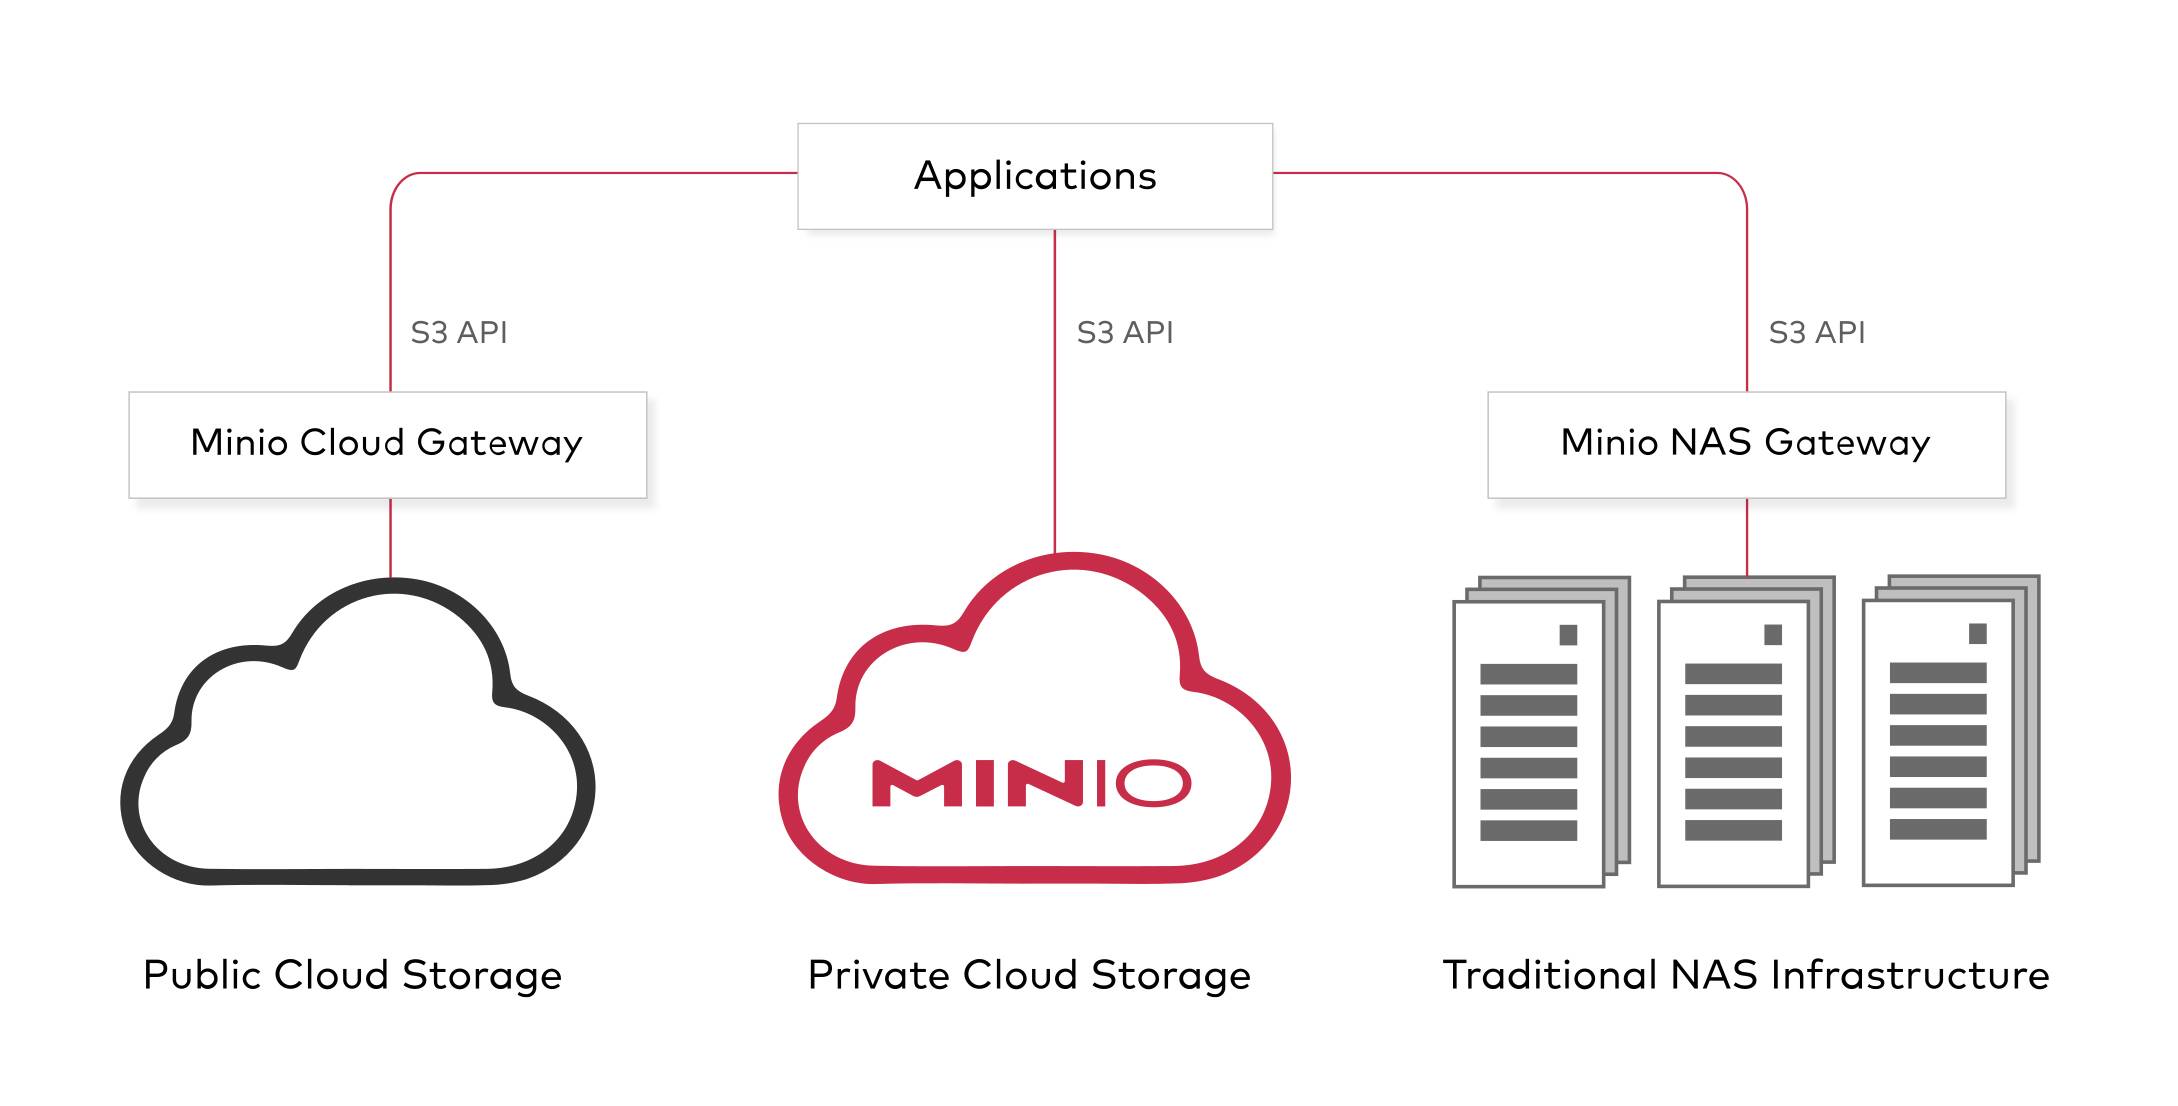 Applications
S3 API
S3 API
S3 API
Minio Cloud Gateway
Minio NAS Gateway
MINIO
Public Cloud Storage
Private Cloud Storage
Traditional NAS Infrastructure